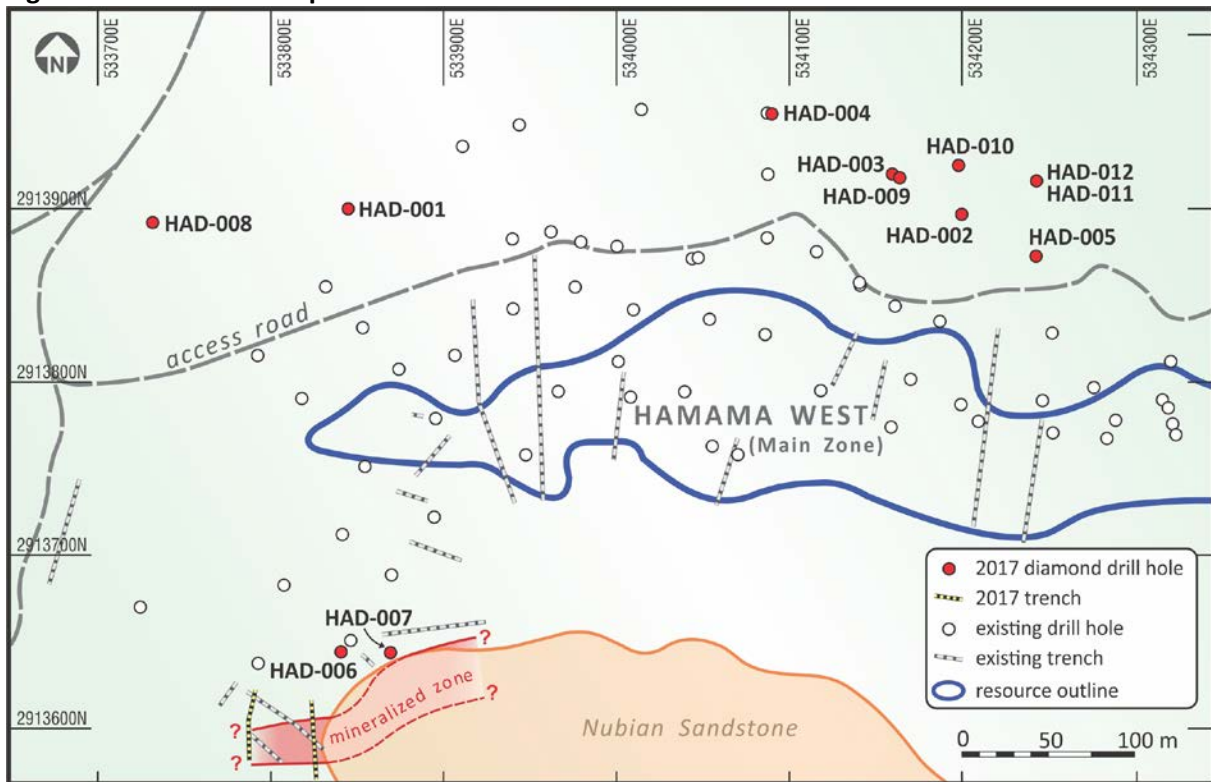 N
533700E
533800E
533900E
534000E
534100E
534200E
534300E
HAD-004
HAD-003
HAD-009
HAD-010
HAD-012
HAD-011
HAD-002
HAD-005
2913900N
HAD-008
HAD-001
access road
2913800N
HAMAMA WEST
(Main Zone)
2913700N
HAD-007
HAD-006
?
?
?
?
mineralized zone
2913600N
Nubian Sandstone
2017 diamond drill hole
2017 trench
existing drill hole
existing trench
resource outline
0 50 100 m